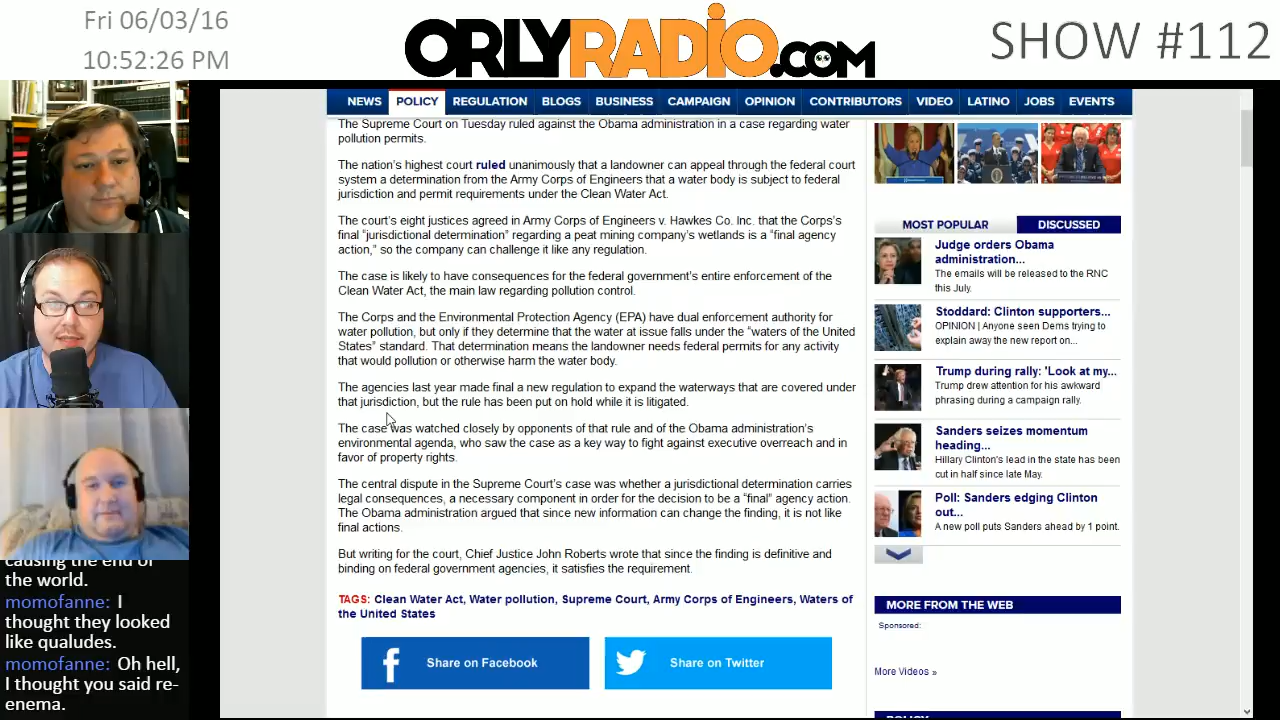 Fri 06/03/16
10:52:26 PM
ORLYRADIO.COM
SHOW #112
NEWS POLICY REGULATION BLOGS BUSINESS CAMPAIGN OPINION CONTRIBUTORS VIDEO LATINO JOBS EVENTS
The Supreme Court on Tuesday ruled against the Obama administration in a case regarding water
pollution permits.
The nation's highest court ruled unanimously that a landowner can appeal through the federal court
system a determination from the Army Corps of Engineers that a water body is subject to federal
jurisdiction and permit requirements under the Clean Water Act.
The court's eight justices agreed in Army Corps of Engineers v. Hawkes Co. Inc. that the Corps's
final "jurisdictional determination" regarding a peat mining company's wetlands is a "final agency
action," so the company can challenge it like any regulation.
The case is likely to have consequences for the federal government's entire enforcement of the
Clean Water Act, the main law regarding pollution control.
The Corps and the Environmental Protection Agency (EPA) have dual enforcement authority for
water pollution, but only if they determine that the water at issue falls under the "waters of the United
States" standard. That determination means the landowner needs federal permits for any activity
that would pollution or otherwise harm the water body.
The agencies last year made final a new regulation to expand the waterways that are covered under
that jurisdiction, but the rule has been put on hold while it is litigated.
The case was watched closely by opponents of that rule and of the Obama administration's
environmental agenda, who saw the case as a key way to fight against executive overreach and in
favor of property rights.
The central dispute in the Supreme Court's case was whether a jurisdictional determination carries
legal consequences, a necessary component in order for the decision to be a "final" agency action.
The Obama administration argued that since new information can change the finding, it is not like
final actions.
But writing for the court, Chief Justice John Roberts wrote that since the finding is definitive and
binding on federal government agencies, it satisfies the requirement.
TAGS: Clean Water Act, Water pollution, Supreme Court, Army Corps of Engineers, Waters of
the United States
Share on Facebook
Share on Twitter
MOST POPULAR DISCUSSED
Judge orders Obama
administration...
The emails will be released to the RNC
this July.
Stoddard: Clinton supporters...
OPINION | Anyone seen Dems trying to
explain away the new report on...
Trump during rally: 'Look at my...
Trump drew attention for his awkward
phrasing during a campaign rally.
Sanders seizes momentum
heading...
Hillary Clinton's lead in the state has been
cut in half since late May.
Poll: Sanders edging Clinton
out...
A new poll puts Sanders ahead by 1 point.
MORE FROM THE WEB
Sponsored:
More Videos »
POLICY
causing the end of
the world.
momofanne: I
thought they looked
like qualudes.
momofanne: Oh hell,
I thought you said re-
enema.